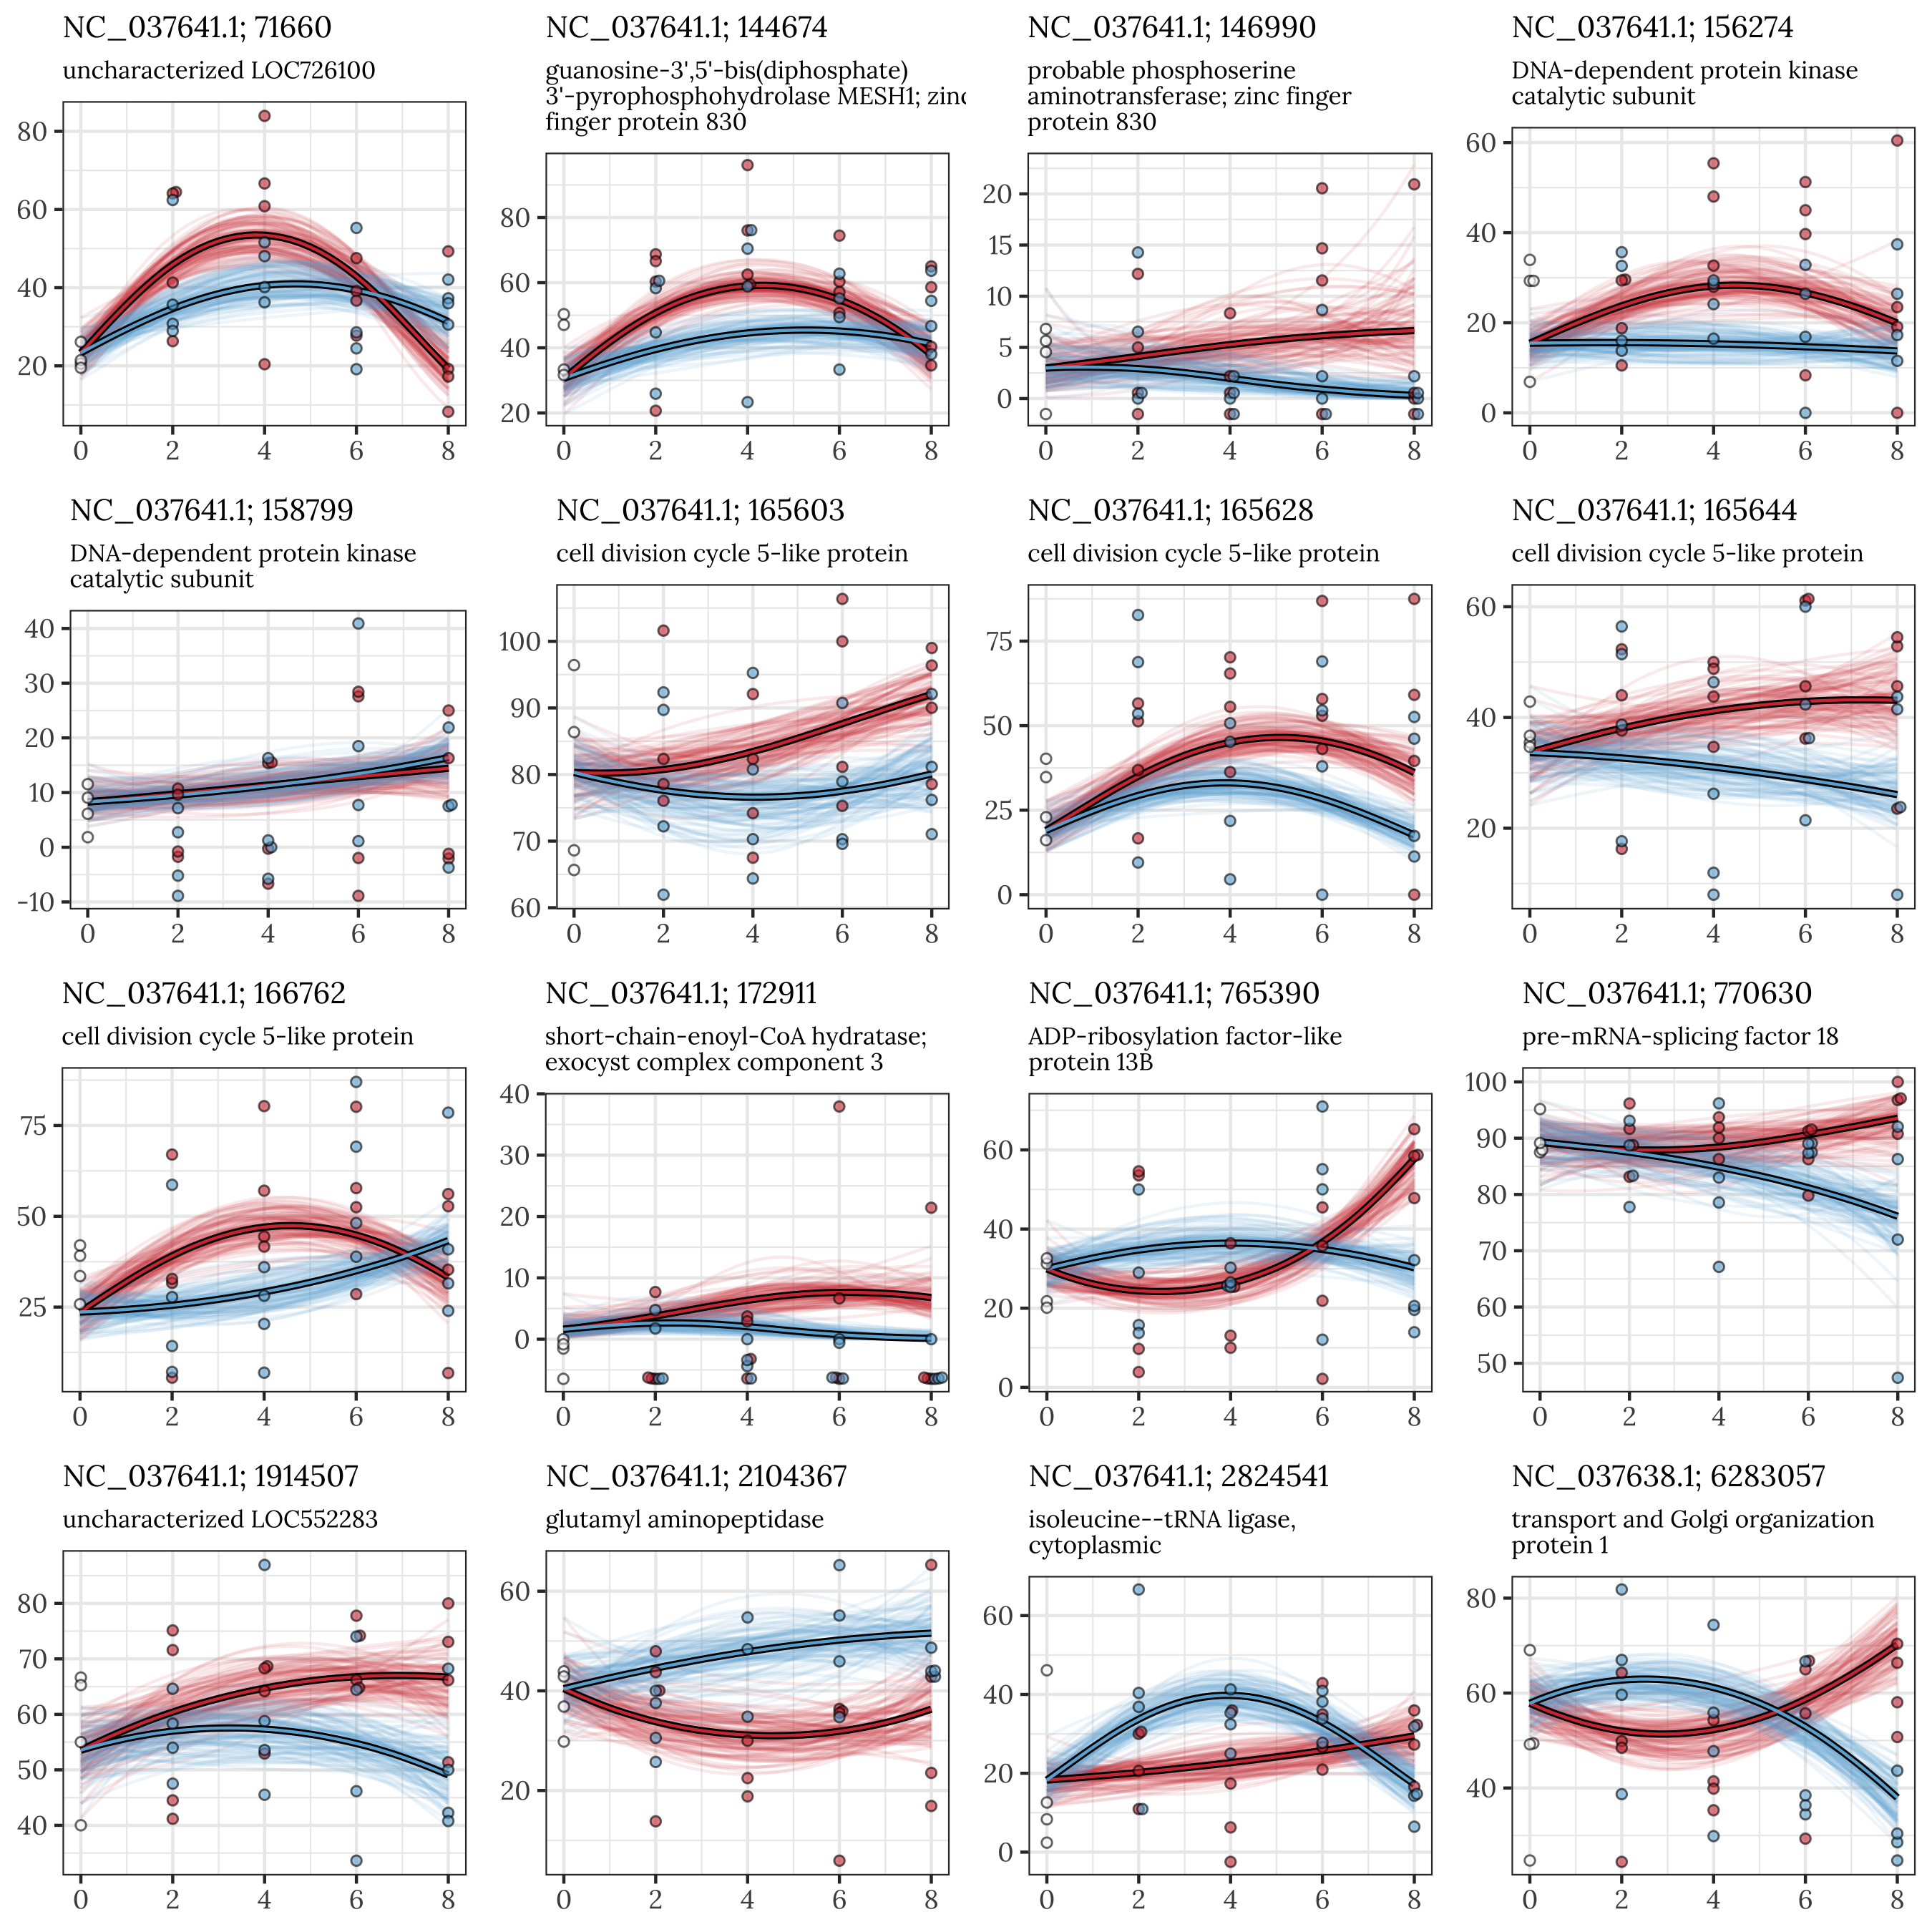 NC_037641.1; 71660
uncharacterized LOC726100
80
60
40
20
0 2 4 6 8
NC_037641.1; 144674
guanosine-3',5'-bis(diphosphate)
3'-pyrophosphohydrolase MESH1; zinc
finger protein 830
80
60
40
20
0 2 4 6 8
NC_037641.1; 146990
probable phosphoserine
aminotransferase; zinc finger
protein 830
20
15
10
5
0
0 2 4 6 8
NC_037641.1; 156274
DNA-dependent protein kinase
catalytic subunit
60
40
20
0
0 2 4 6 8
NC_037641.1; 158799
DNA-dependent protein kinase
catalytic subunit
40
30
20
10
0
-10
0 2 4 6 8
NC_037641.1; 165603
cell division cycle 5-like protein
100
90
80
70
60
0 2 4 6 8
NC_037641.1; 165628
cell division cycle 5-like protein
75
50
25
0
0 2 4 6 8
NC_037641.1; 165644
cell division cycle 5-like protein
60
40
20
0 2 4 6 8
NC_037641.1; 166762
cell division cycle 5-like protein
75
50
25
0 2 4 6 8
NC_037641.1; 172911
short-chain-enoyl-CoA hydratase;
exocyst complex component 3
40
30
20
10
0
0 2 4 6 8
NC_037641.1; 765390
ADP-ribosylation factor-like
protein 13B
60
40
20
0
0 2 4 6 8
NC_037641.1; 770630
pre-mRNA-splicing factor 18
100
90
80
70
60
50
0 2 4 6 8
NC_037641.1; 1914507
uncharacterized LOC552283
80
70
60
50
40
0 2 4 6 8
NC_037641.1; 2104367
glutamyl aminopeptidase
60
40
20
0 2 4 6 8
NC_037641.1; 2824541
isoleucine--tRNA ligase,
cytoplasmic
60
40
20
0
0 2 4 6 8
NC_037638.1; 6283057
transport and Golgi organization
protein 1
80
60
40
0 2 4 6 8